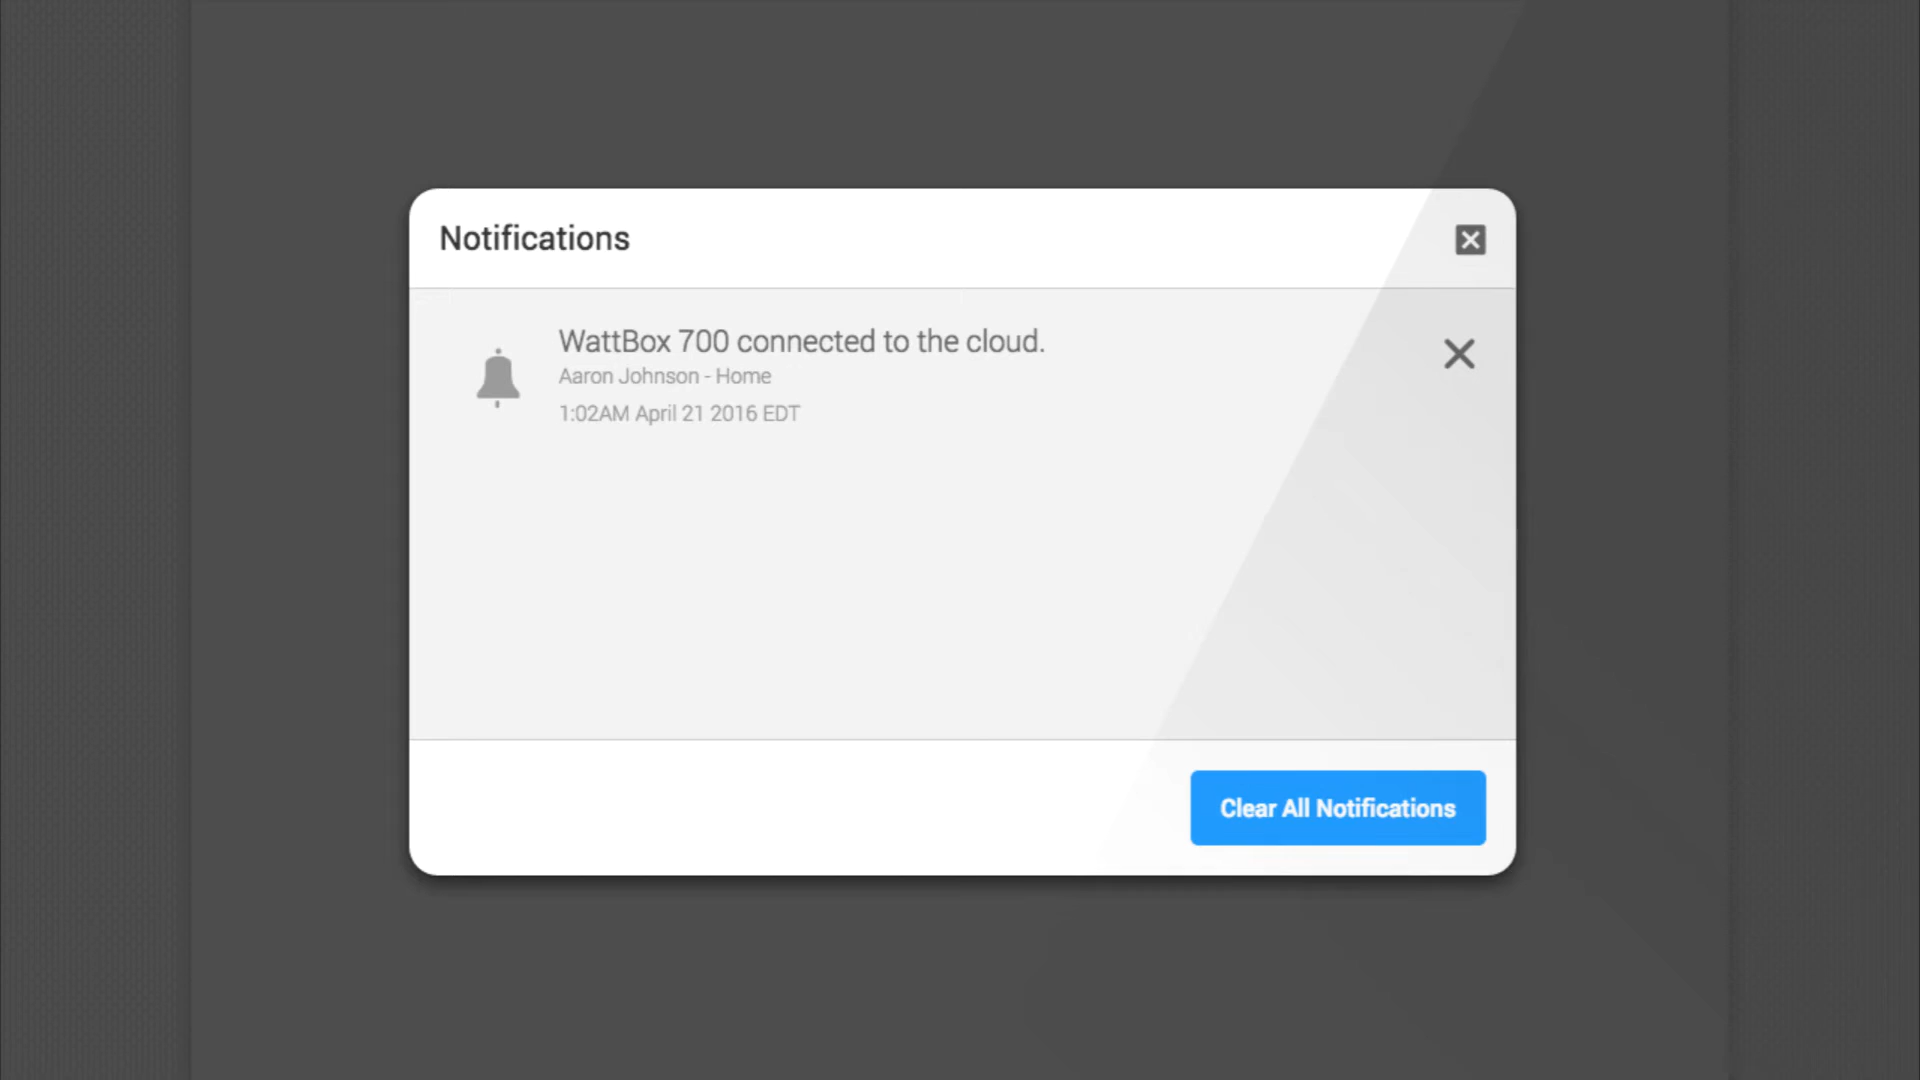 Notifications
WattBox 700 connected to the cloud.
Aaron Johnson - Home
1:02AM April 21 2016 EDT
Clear All Notifications